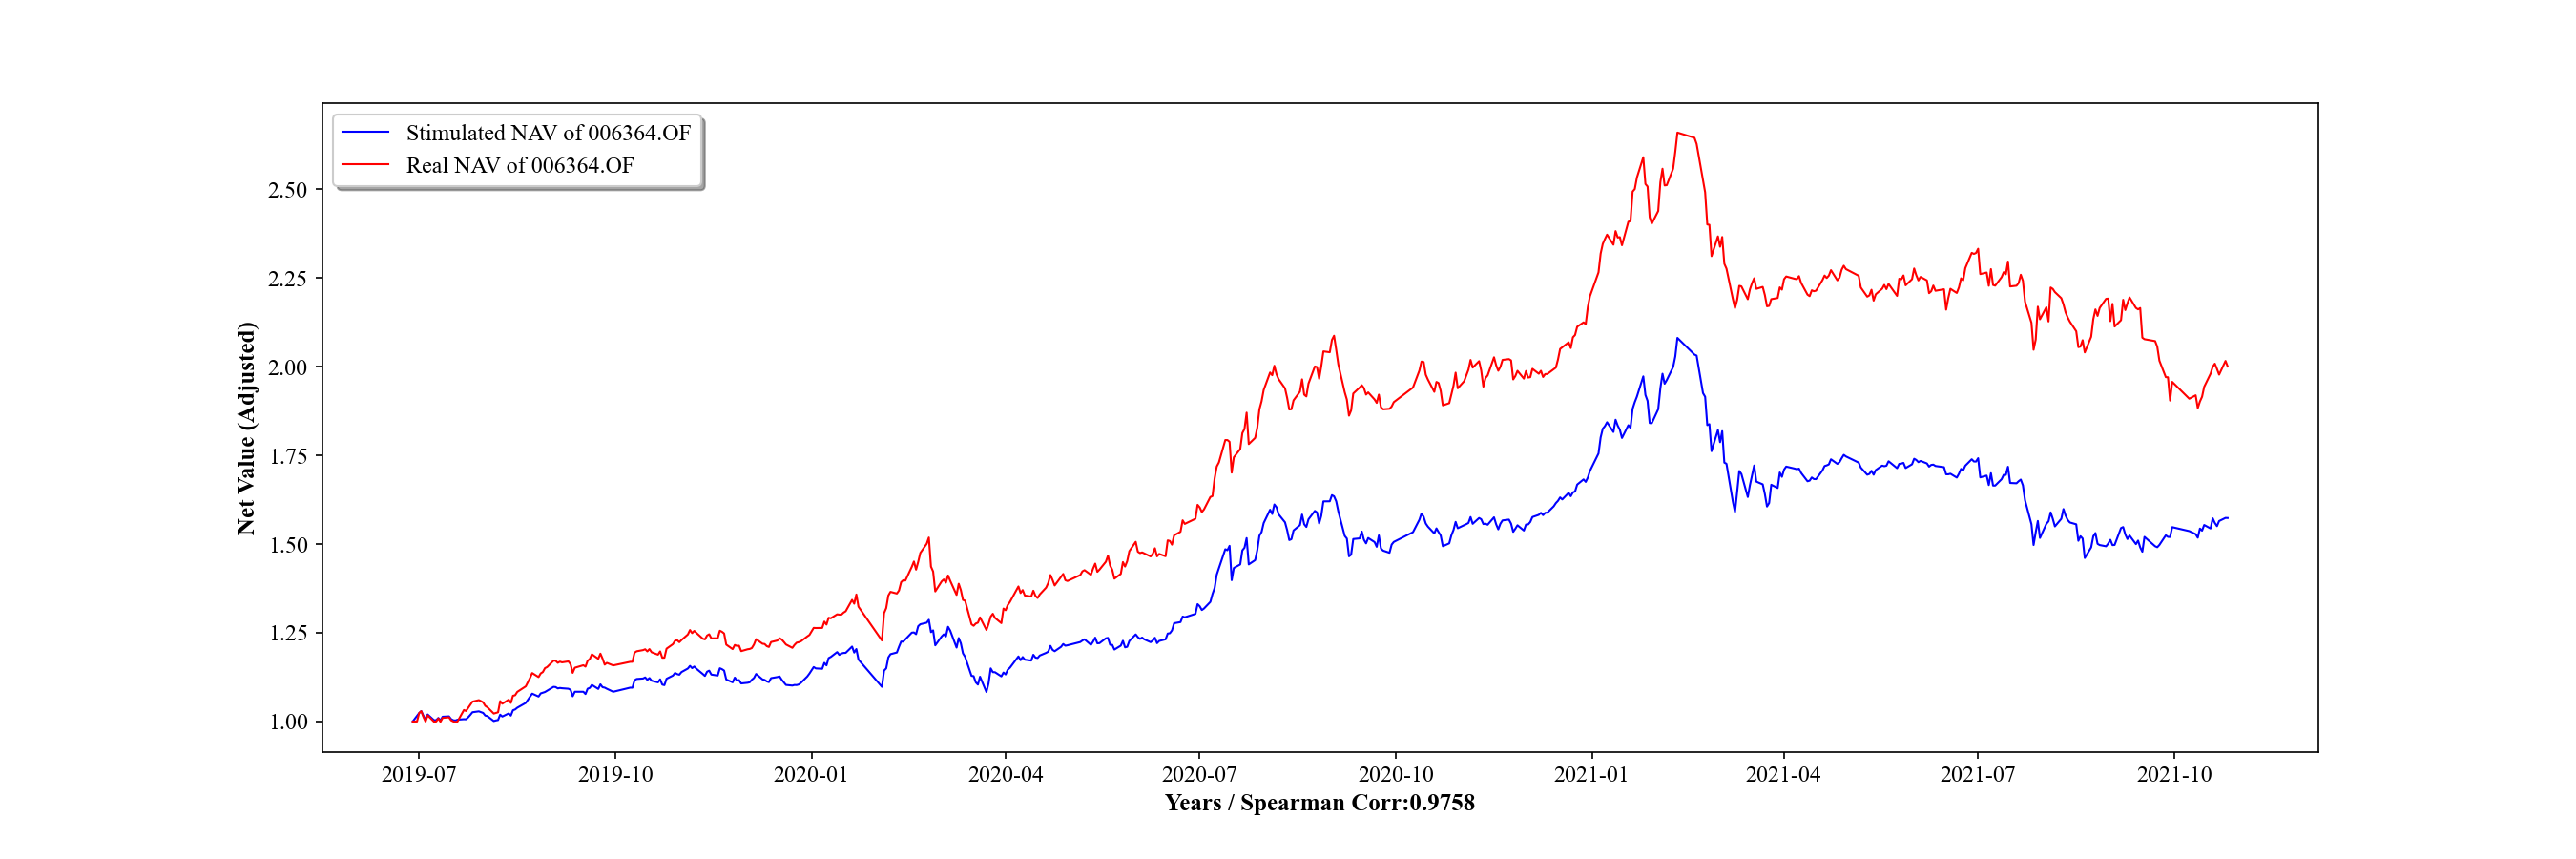 Stimulated NAV of 006364.OF
Real NAV of 006364.OF
2.50
2.25
2.00
1.75
1.50
1.25
1.00
Net Value (Adjusted)
2019-07 2019-10 2020-01 2020-04 2020-07 2020-10 2021-01 2021-04 2021-07 2021-10
Years / Spearman Corr:0.9758